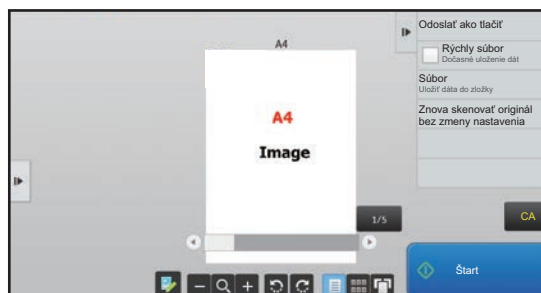 A4
A4
Image
1/5
Odoslať ako tlačiť
Rýchly súbor
Dočasné uloženie dát
Súbor
Uložiť dáta do zložky
Znova skenovať originál
bez zmeny nastavenia
CA
Štart